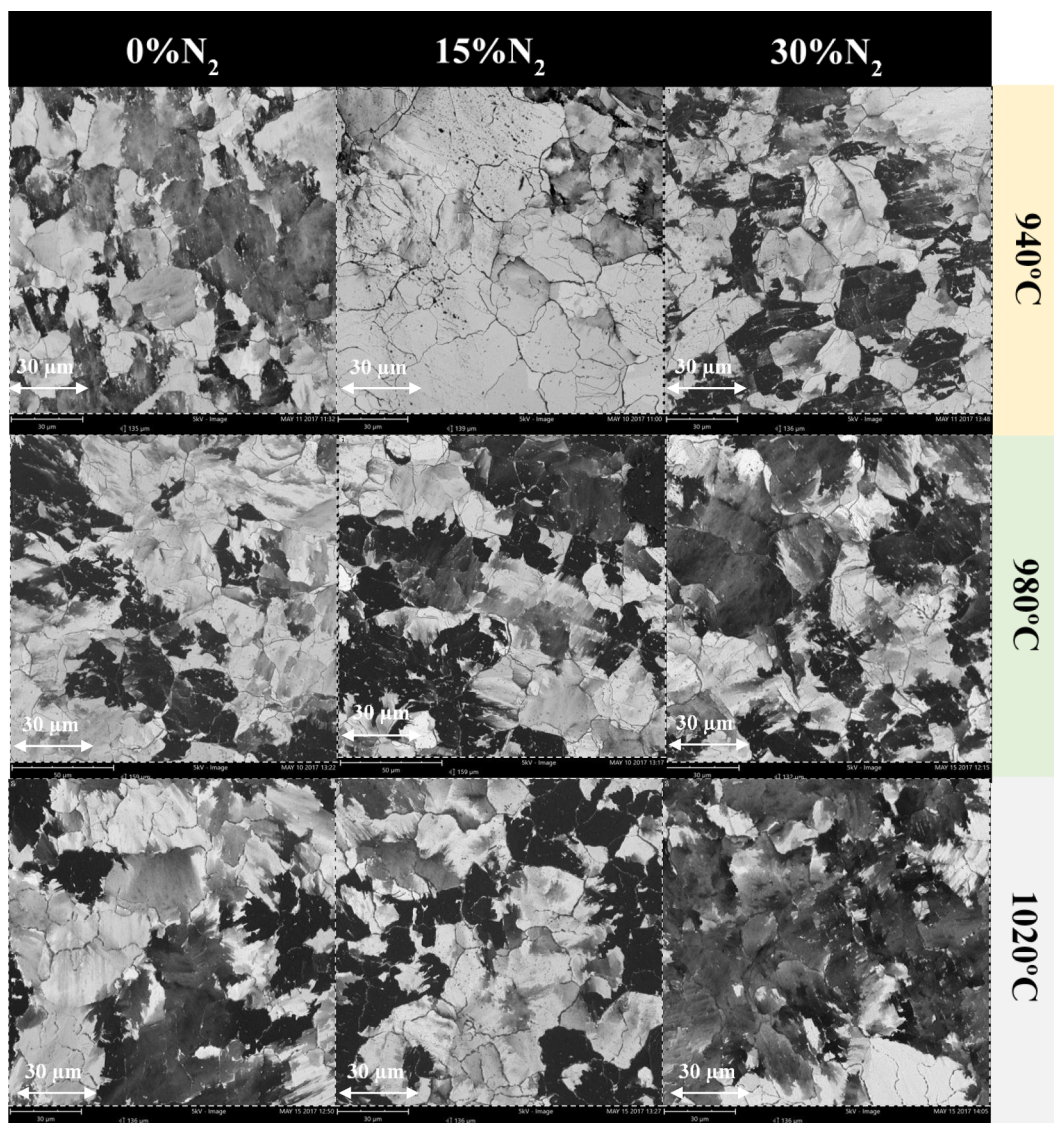 0%N2 15%N2 30%N2
30 µm 30 µm 30 µm
940°C
30 µm 135 µm 5kV - Image MAY 11 2017 11:32
30 µm 139 µm 5kV - Image MAY 10 2017 11:00
30 µm 136 µm 5kV - Image MAY 11 2017 13:48
30 µm 30 µm 30 µm
980°C
50 µm 159 µm 5kV - Image MAY 10 2017 13:22
50 µm 159 µm 5kV - Image MAY 10 2017 13:17
30 µm 132 µm 5kV - Image MAY 15 2017 12:15
30 µm 30 µm 30 µm
1020°C
30 µm 136 µm 5kV - Image MAY 15 2017 12:50
30 µm 136 µm 5kV - Image MAY 15 2017 13:27
30 µm 136 µm 5kV - Image MAY 15 2017 14:05